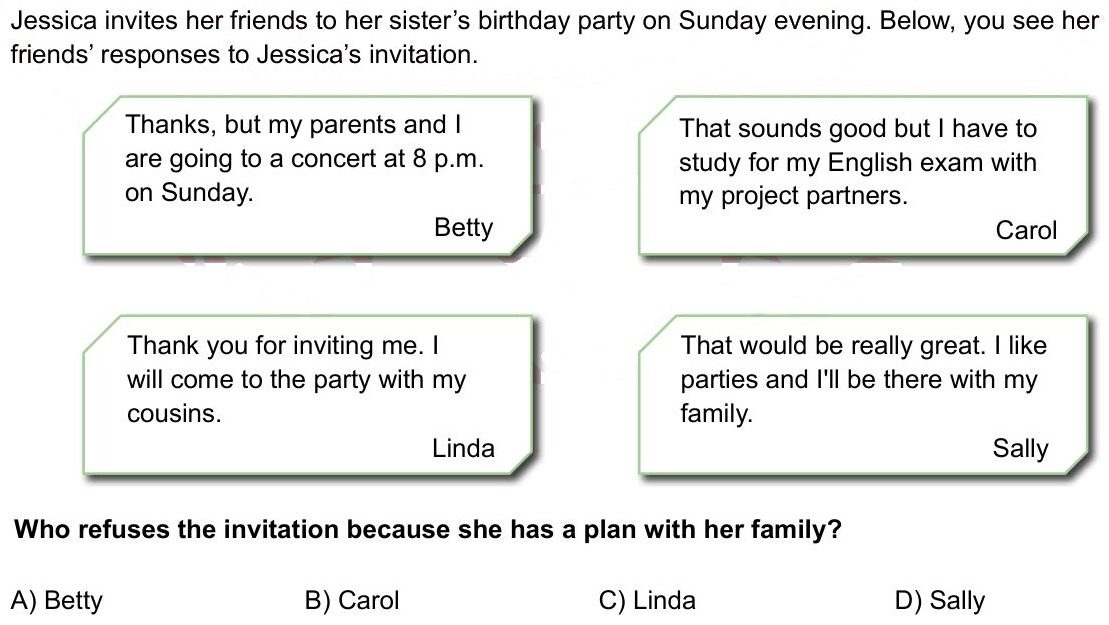 Jessica invites her friends to her sister’s birthday party on Sunday evening. Below, you see her
friends’ responses to Jessica’s invitation.
Thanks, but my parents and I
are going to a concert at 8 p.m.
on Sunday.
Betty
That sounds good but I have to
study for my English exam with
my project partners.
Carol
Thank you for inviting me. I
will come to the party with my
cousins.
Linda
That would be really great. I like
parties and I'll be there with my
family.
Sally
Who refuses the invitation because she has a plan with her family?
A) Betty B) Carol C) Linda D) Sally